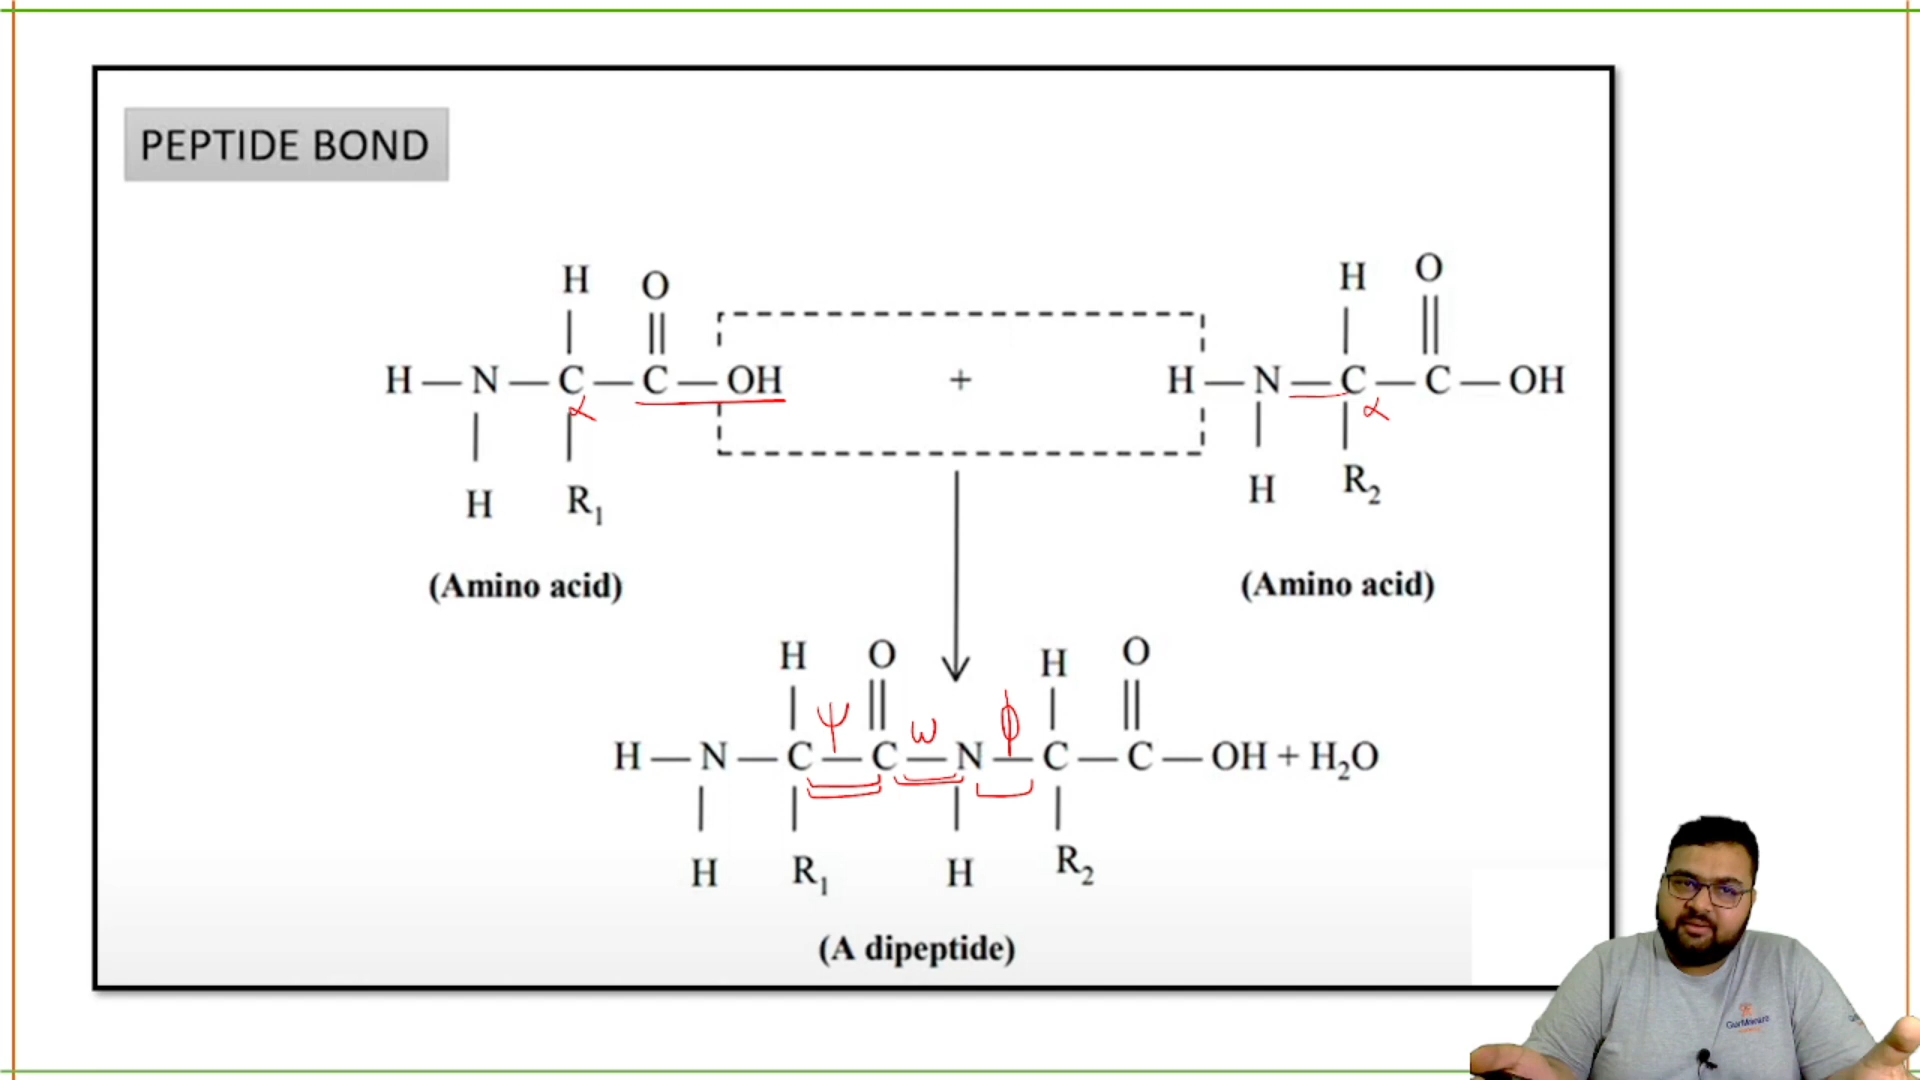 PEPTIDE BOND
H O
H — N — C — C — OH
α
H R₁
(Amino acid)
+
H O
H — N — C — C — OH
α
H R₂
(Amino acid)
H O H O
ψ ω ϕ
H — N — C — C — N — C — C — OH + H₂O
H R₁ H R₂
(A dipeptide)